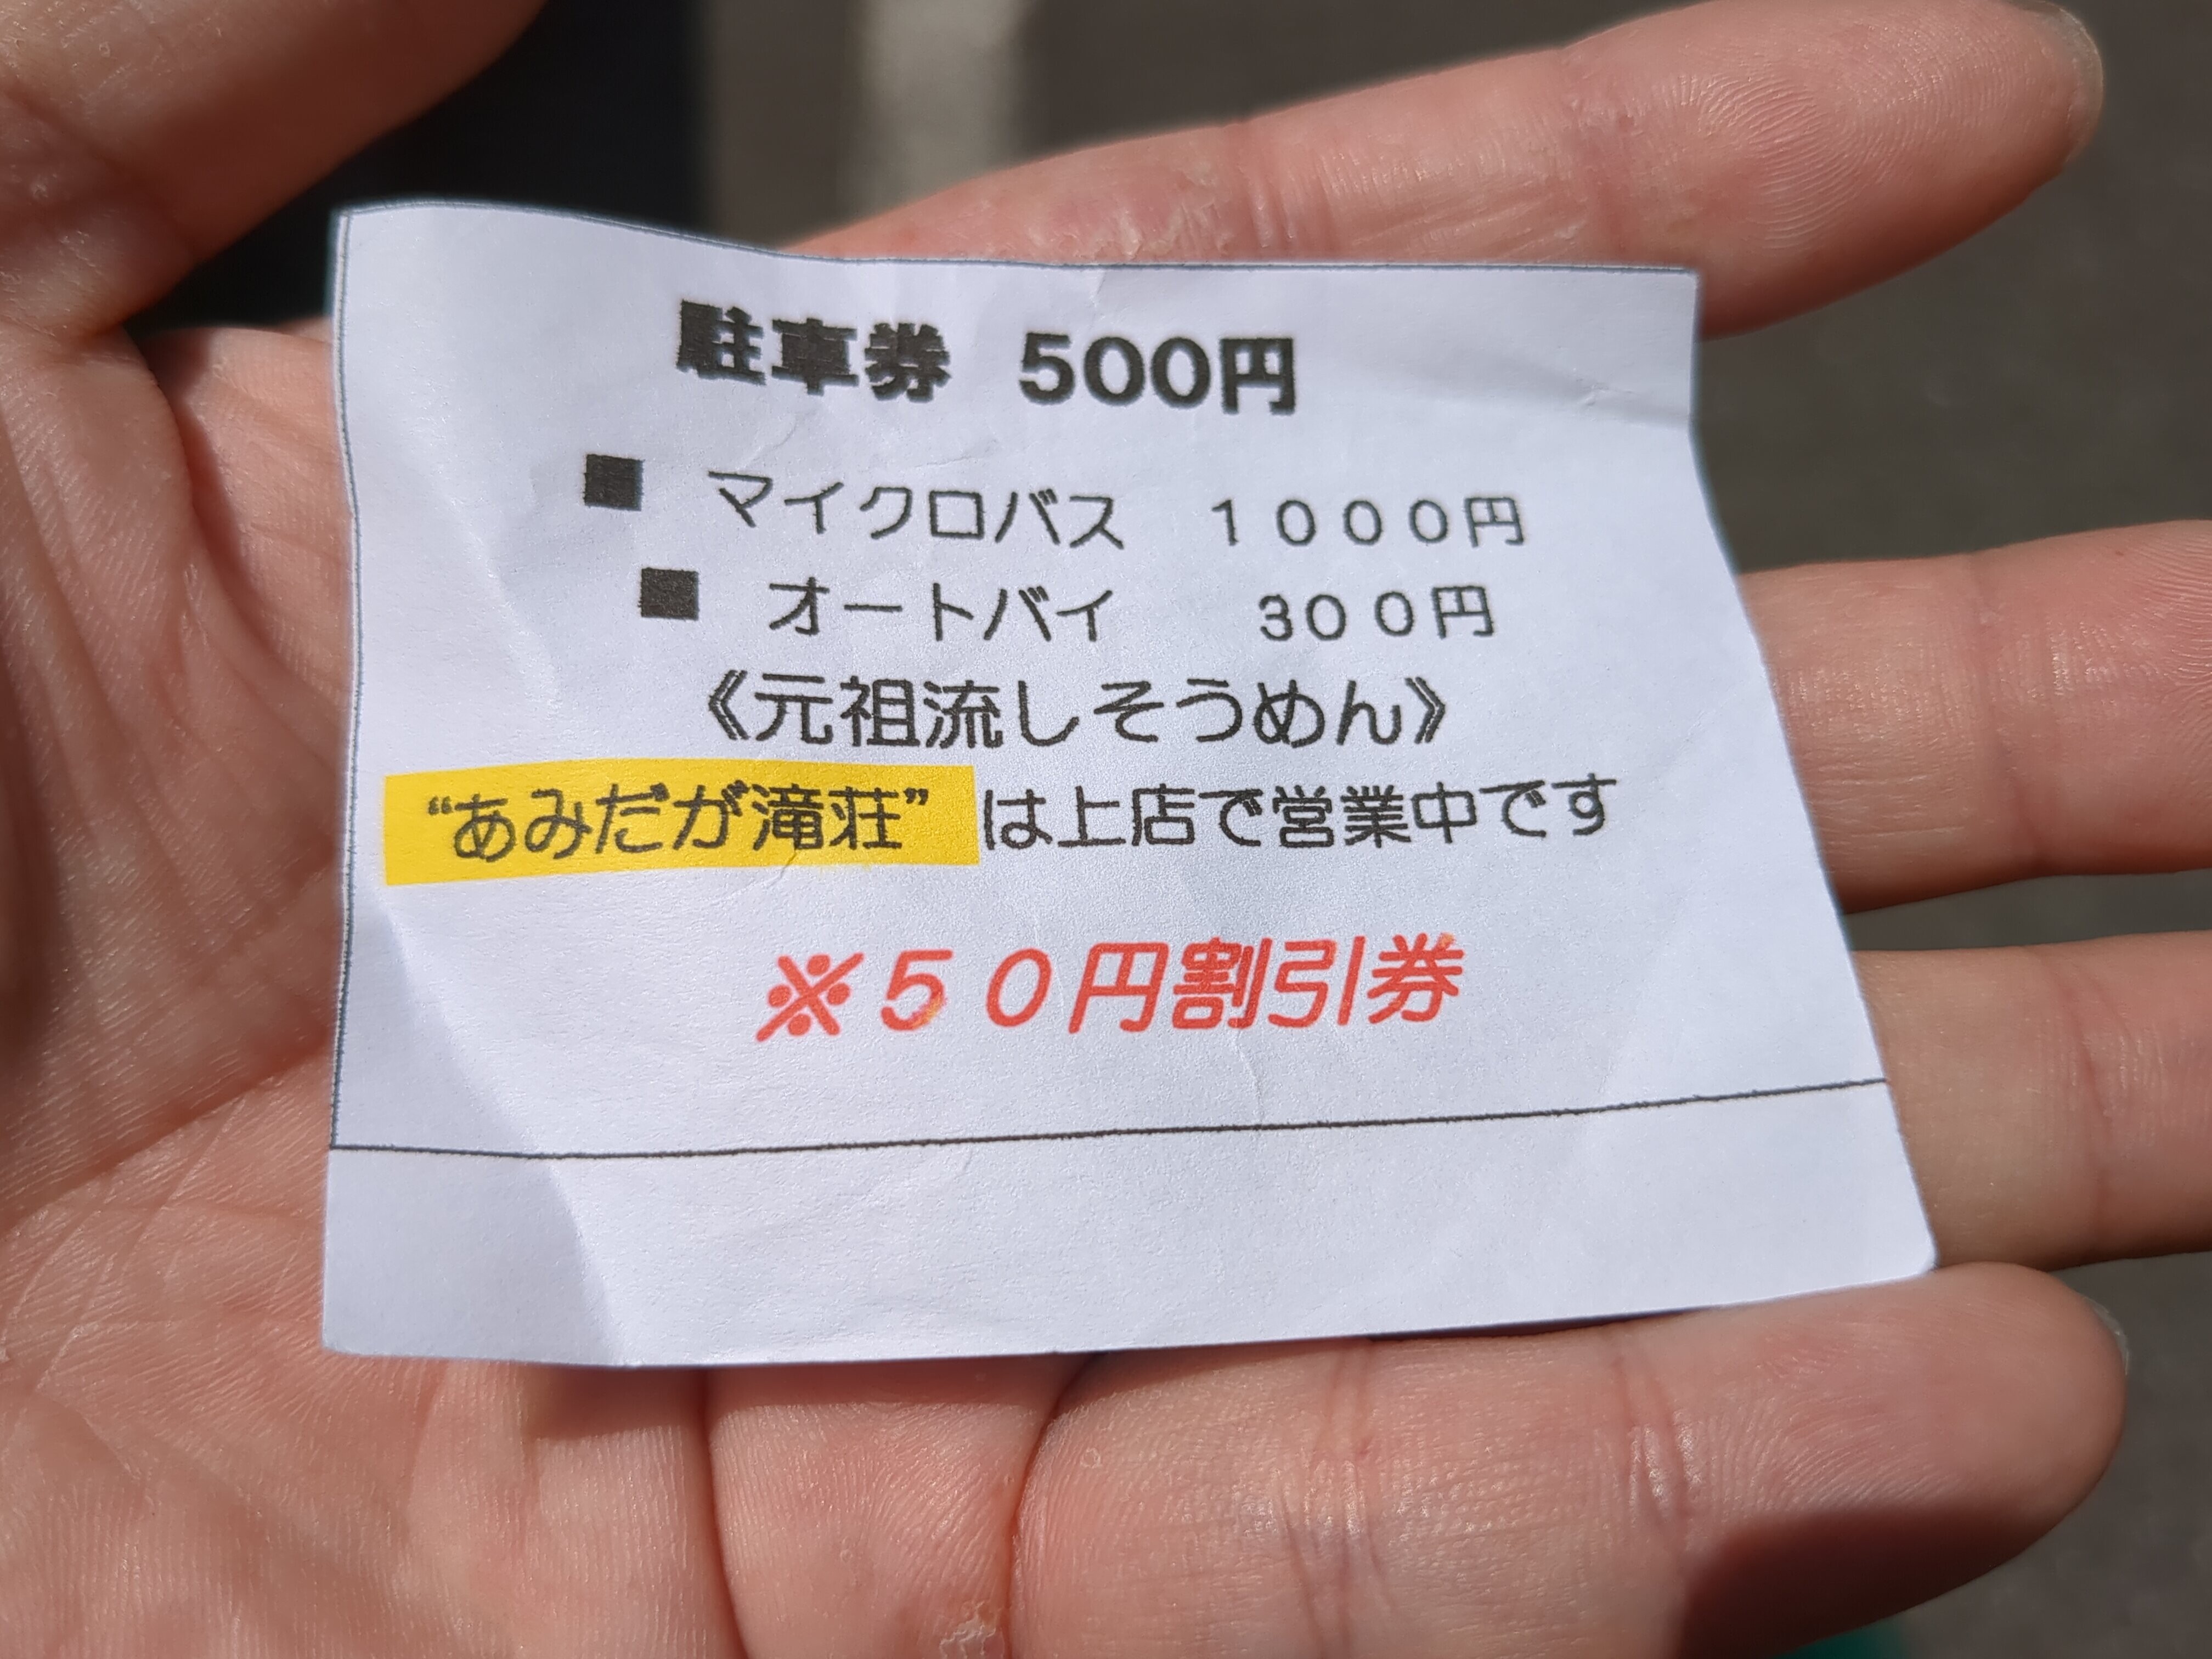 駐車券 500円
■ マイクロバス 1000円
■ オートバイ 300円
《元祖流しそうめん》
“あみだが滝荘”は上店で営業中です
※50円割引券